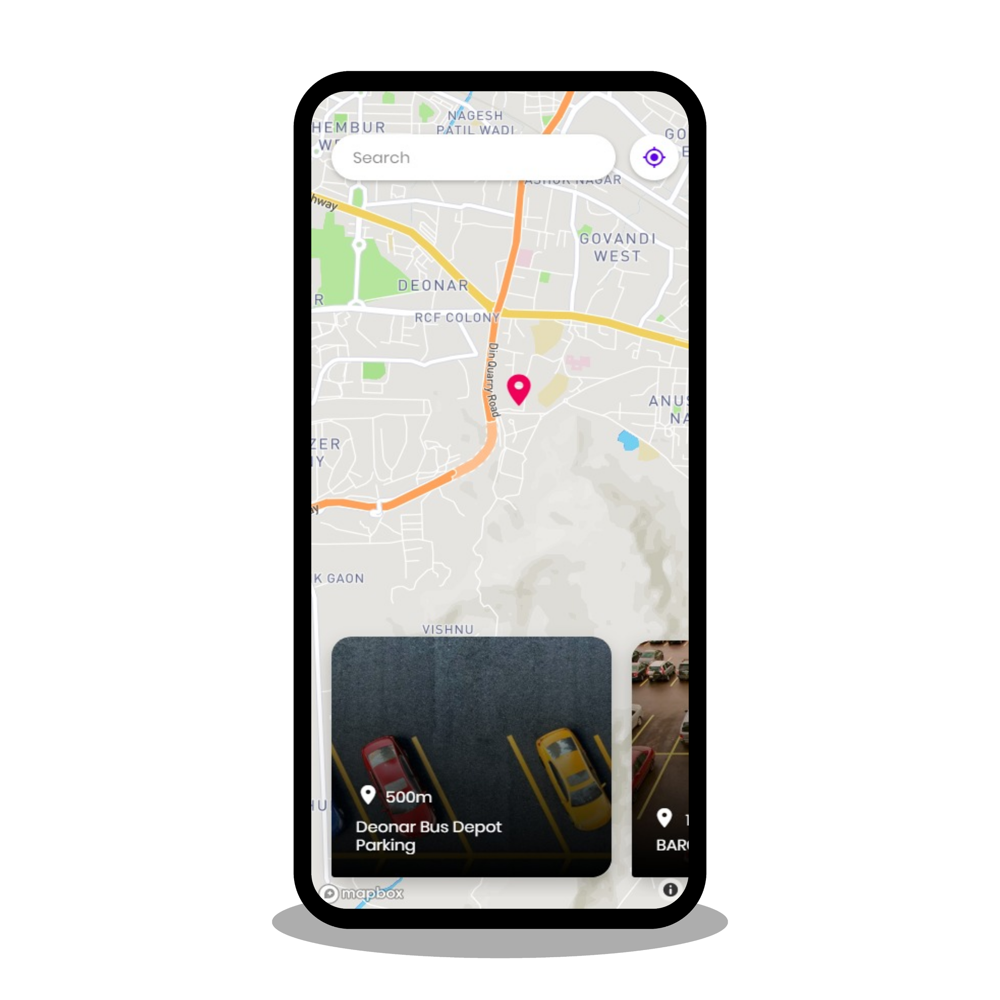 NAGESH
PATIL WADI
HEMBUR
GO
Search
ASHOK NAGAR
hway
GOVANDI
WEST
DEONAR
R
RCF COLONY
Din Quarry Road
ANUS
NA
ZER
ay
K GAON
VISHNU
500m
Deonar Bus Depot
Parking
HU
BAR
mapbox